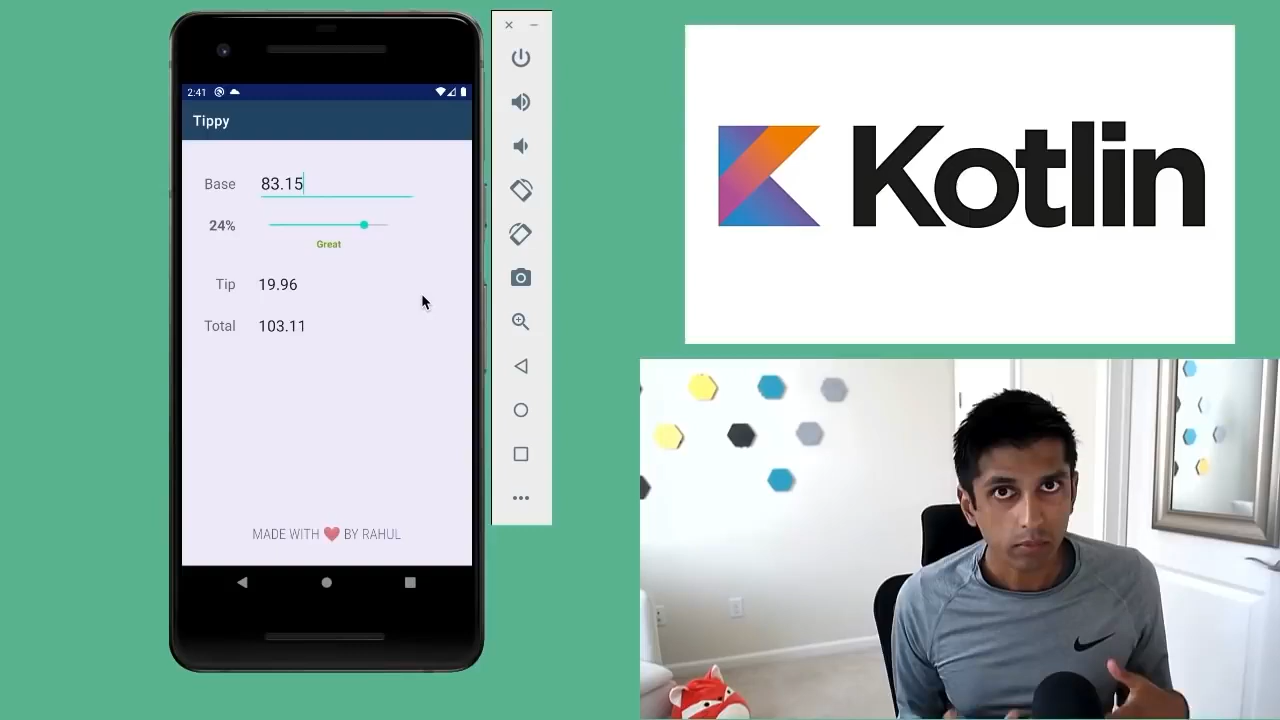 2:41
Tippy
Base 83.15
24%
Great
Tip 19.96
Total 103.11
MADE WITH ❤ BY RAHUL
Kotlin